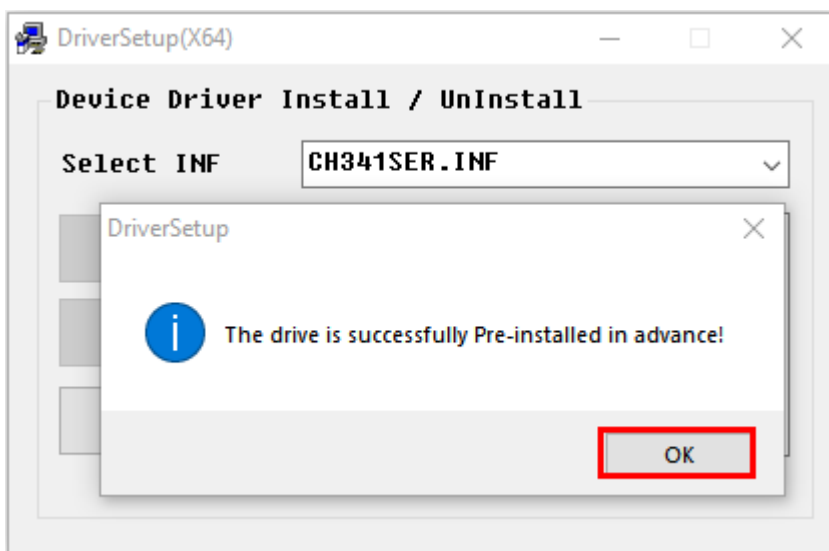 DriverSetup(X64)
Device Driver Install / UnInstall
Select INF
CH341SER.INF
DriverSetup
The drive is successfully Pre-installed in advance!
OK